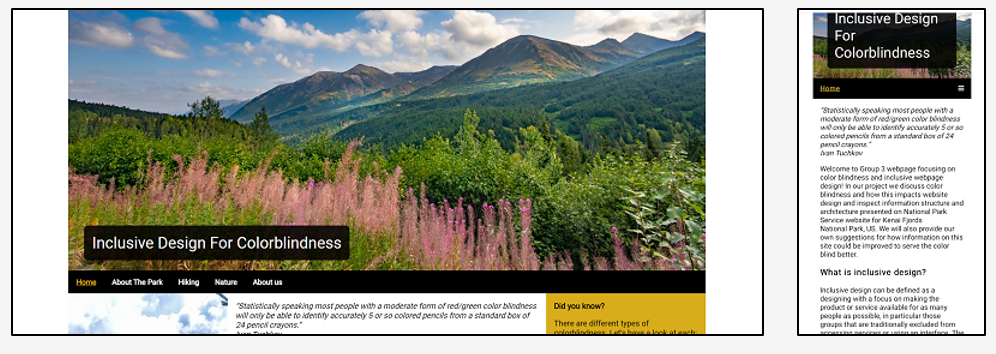 Inclusive Design For Colorblindness
Home About The Park Hiking Nature About us
"Statistically speaking most people with a moderate form of red/green color blindness
will only be able to identify accurately 5 or so colored pencils from a standard box of
24 pencil crayons."
Ivan Tuchkov
Did you know?
There are different types of
colorblindness. Let's have a look at each:
Inclusive Design
For
Colorblindness
Home
"Statistically speaking most people with a
moderate form of red/green color blindness
will only be able to identify accurately 5 or so
colored pencils from a standard box of 24
pencil crayons."
Ivan Tuchkov
Welcome to Group 3 webpage focusing on
color blindness and inclusive webpage
design! In our project we discuss color
blindness and how this impacts website
design and inspect information structure and
architecture presented on National Park
Service website for Kenai Fjords
National Park, US. We will also provide our
own suggestions for how information on this
site could be improved to serve the color
blind better.
What is inclusive design?
Inclusive design can be defined as a
designing with a focus on making the
product or service available for as many
people as possible, in particular those
groups that are traditionally excluded from
accessing services or using an interface. The